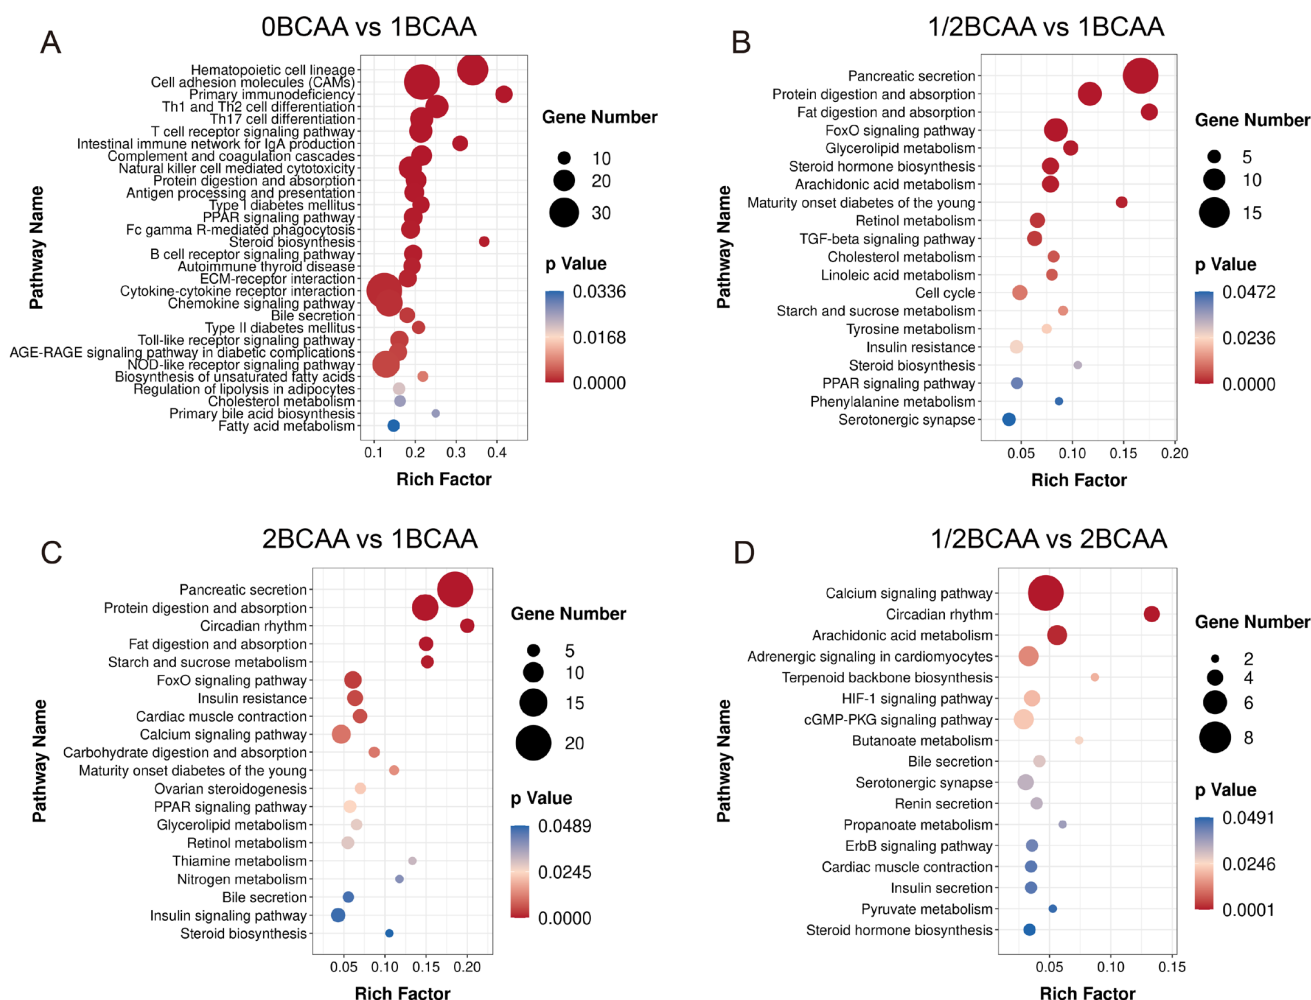 A
0BCAA vs 1BCAA
Pathway Name
Hematopoietic cell lineage
Cell adhesion molecules (CAMs)
Primary immunodeficiency
Th1 and Th2 cell differentiation
Th17 cell differentiation
T cell receptor signaling pathway
Intestinal immune network for IgA production
Complement and coagulation cascades
Natural killer cell mediated cytotoxicity
Protein digestion and absorption
Antigen processing and presentation
Type I diabetes mellitus
PPAR signaling pathway
Fc gamma R-mediated phagocytosis
Steroid biosynthesis
B cell receptor signaling pathway
Autoimmune thyroid disease
ECM-receptor interaction
Cytokine-cytokine receptor interaction
Chemokine signaling pathway
Bile secretion
Type II diabetes mellitus
Toll-like receptor signaling pathway
AGE-RAGE signaling pathway in diabetic complications
NOD-like receptor signaling pathway
Biosynthesis of unsaturated fatty acids
Regulation of lipolysis in adipocytes
Cholesterol metabolism
Primary bile acid biosynthesis
Fatty acid metabolism
0.1 0.2 0.3 0.4
Rich Factor
Gene Number
10
20
30
p Value
0.0336
0.0168
0.0000
B
1/2BCAA vs 1BCAA
Pathway Name
Pancreatic secretion
Protein digestion and absorption
Fat digestion and absorption
FoxO signaling pathway
Glycerolipid metabolism
Steroid hormone biosynthesis
Arachidonic acid metabolism
Maturity onset diabetes of the young
Retinol metabolism
TGF-beta signaling pathway
Cholesterol metabolism
Linoleic acid metabolism
Cell cycle
Starch and sucrose metabolism
Tyrosine metabolism
Insulin resistance
Steroid biosynthesis
PPAR signaling pathway
Phenylalanine metabolism
Serotonergic synapse
0.05 0.10 0.15 0.20
Rich Factor
Gene Number
5
10
15
p Value
0.0472
0.0236
0.0000
C
2BCAA vs 1BCAA
Pathway Name
Pancreatic secretion
Protein digestion and absorption
Circadian rhythm
Fat digestion and absorption
Starch and sucrose metabolism
FoxO signaling pathway
Insulin resistance
Cardiac muscle contraction
Calcium signaling pathway
Carbohydrate digestion and absorption
Maturity onset diabetes of the young
Ovarian steroidogenesis
PPAR signaling pathway
Glycerolipid metabolism
Retinol metabolism
Thiamine metabolism
Nitrogen metabolism
Bile secretion
Insulin signaling pathway
Steroid biosynthesis
0.05 0.10 0.15 0.20
Rich Factor
Gene Number
5
10
15
20
p Value
0.0489
0.0245
0.0000
D
1/2BCAA vs 2BCAA
Pathway Name
Calcium signaling pathway
Circadian rhythm
Arachidonic acid metabolism
Adrenergic signaling in cardiomyocytes
Terpenoid backbone biosynthesis
HIF-1 signaling pathway
cGMP-PKG signaling pathway
Butanoate metabolism
Bile secretion
Serotonergic synapse
Renin secretion
Propanoate metabolism
ErbB signaling pathway
Cardiac muscle contraction
Insulin secretion
Pyruvate metabolism
Steroid hormone biosynthesis
0.05 0.10 0.15
Rich Factor
Gene Number
2
4
6
8
p Value
0.0491
0.0246
0.0001